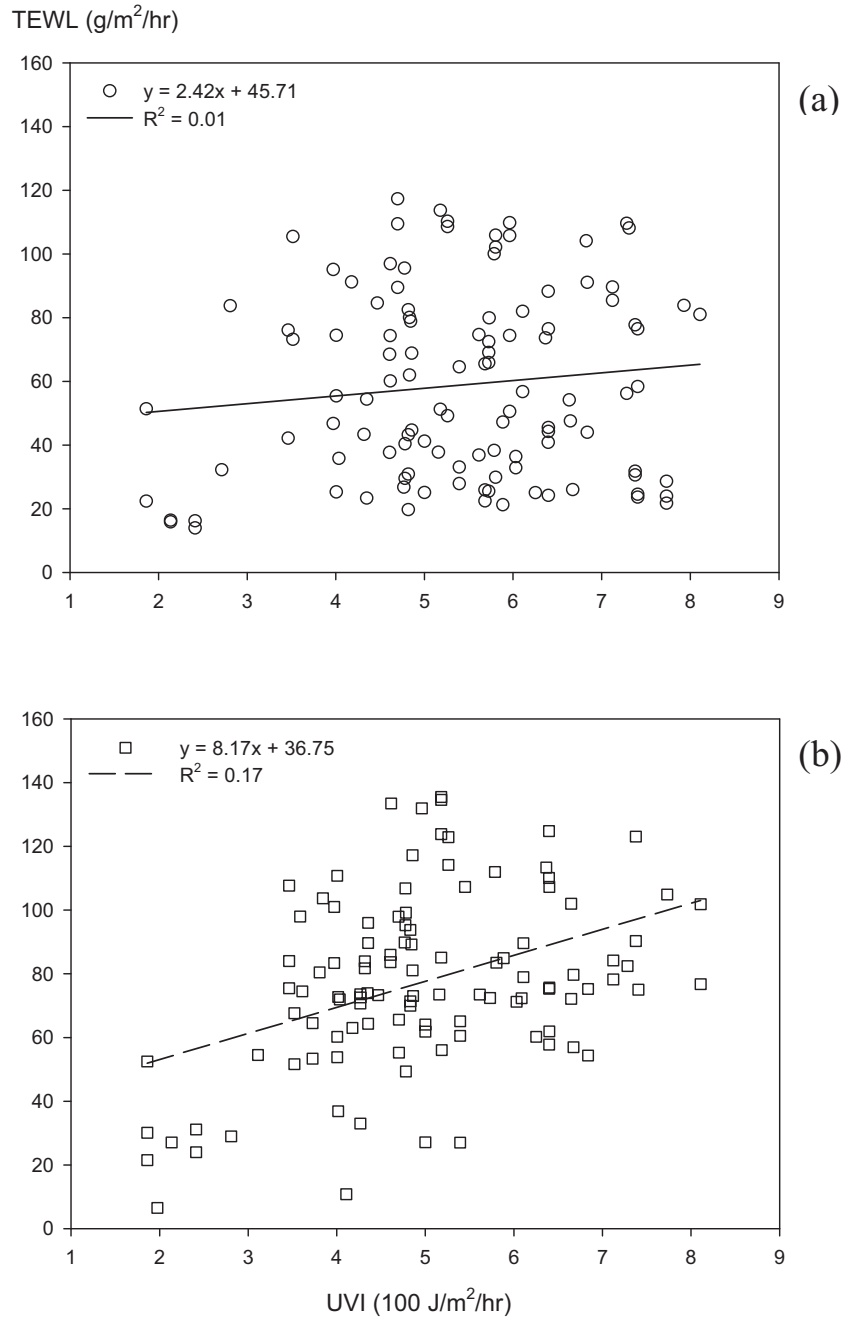 TEWL (g/m²/hr)
160
y = 2.42x + 45.71
(a)
R² = 0.01
140
120
100
80
60
40
20
0
1 2 3 4 5 6 7 8 9
160
y = 8.17x + 36.75
(b)
R² = 0.17
140
120
100
80
60
40
20
0
1 2 3 4 5 6 7 8 9
UVI (100 J/m²/hr)